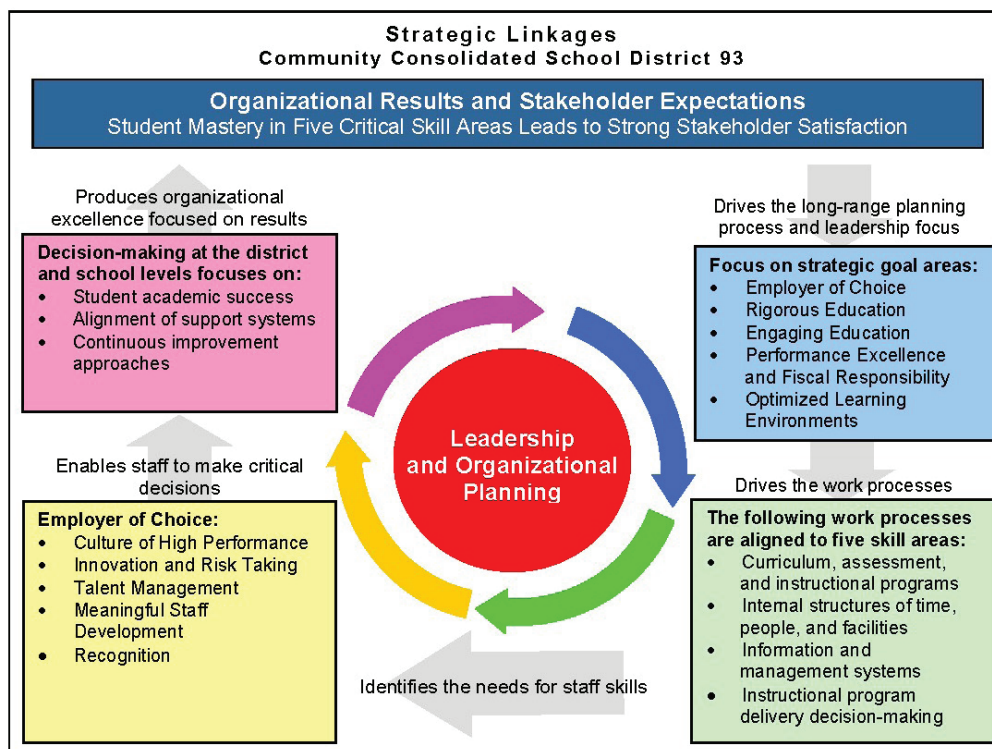 Strategic Linkages
Community Consolidated School District 93
Organizational Results and Stakeholder Expectations
Student Mastery in Five Critical Skill Areas Leads to Strong Stakeholder Satisfaction
Produces organizational
excellence focused on results
Decision-making at the district
and school levels focuses on:
• Student academic success
• Alignment of support systems
• Continuous improvement
approaches
Enables staff to make critical
decisions
Employer of Choice:
• Culture of High Performance
• Innovation and Risk Taking
• Talent Management
• Meaningful Staff
Development
• Recognition
Leadership
and Organizational
Planning
Drives the long-range planning
process and leadership focus
Focus on strategic goal areas:
• Employer of Choice
• Rigorous Education
• Engaging Education
• Performance Excellence
and Fiscal Responsibility
• Optimized Learning
Environments
Drives the work processes
The following work processes
are aligned to five skill areas:
• Curriculum, assessment,
and instructional programs
• Internal structures of time,
people, and facilities
• Information and
management systems
• Instructional program
delivery decision-making
Identifies the needs for staff skills